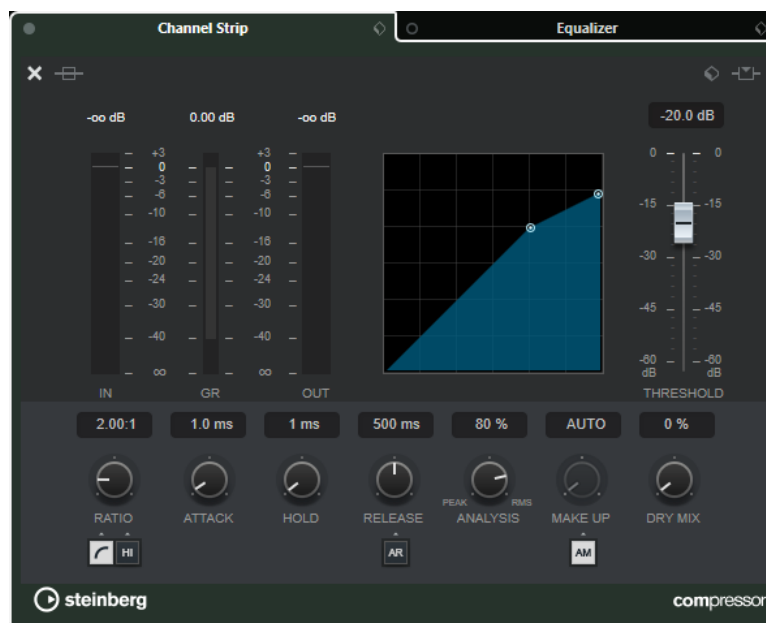 Channel Strip Equalizer
-oo dB 0.00 dB -oo dB -20.0 dB
+3 +3
0 0 0 0
-3 -3
-6 -6
-10 -10
-15 -15
-16 -16
-20 -20
-24 -24
-30 -30
-30 -30
-40 -40
-45 -45
-60 -60
∞ ∞ dB dB
IN GR OUT THRESHOLD
2.00:1 1.0 ms 1 ms 500 ms 80 % AUTO 0 %
PEAK RMS
RATIO ATTACK HOLD RELEASE ANALYSIS MAKE UP DRY MIX
HI AR AM
steinberg compressor